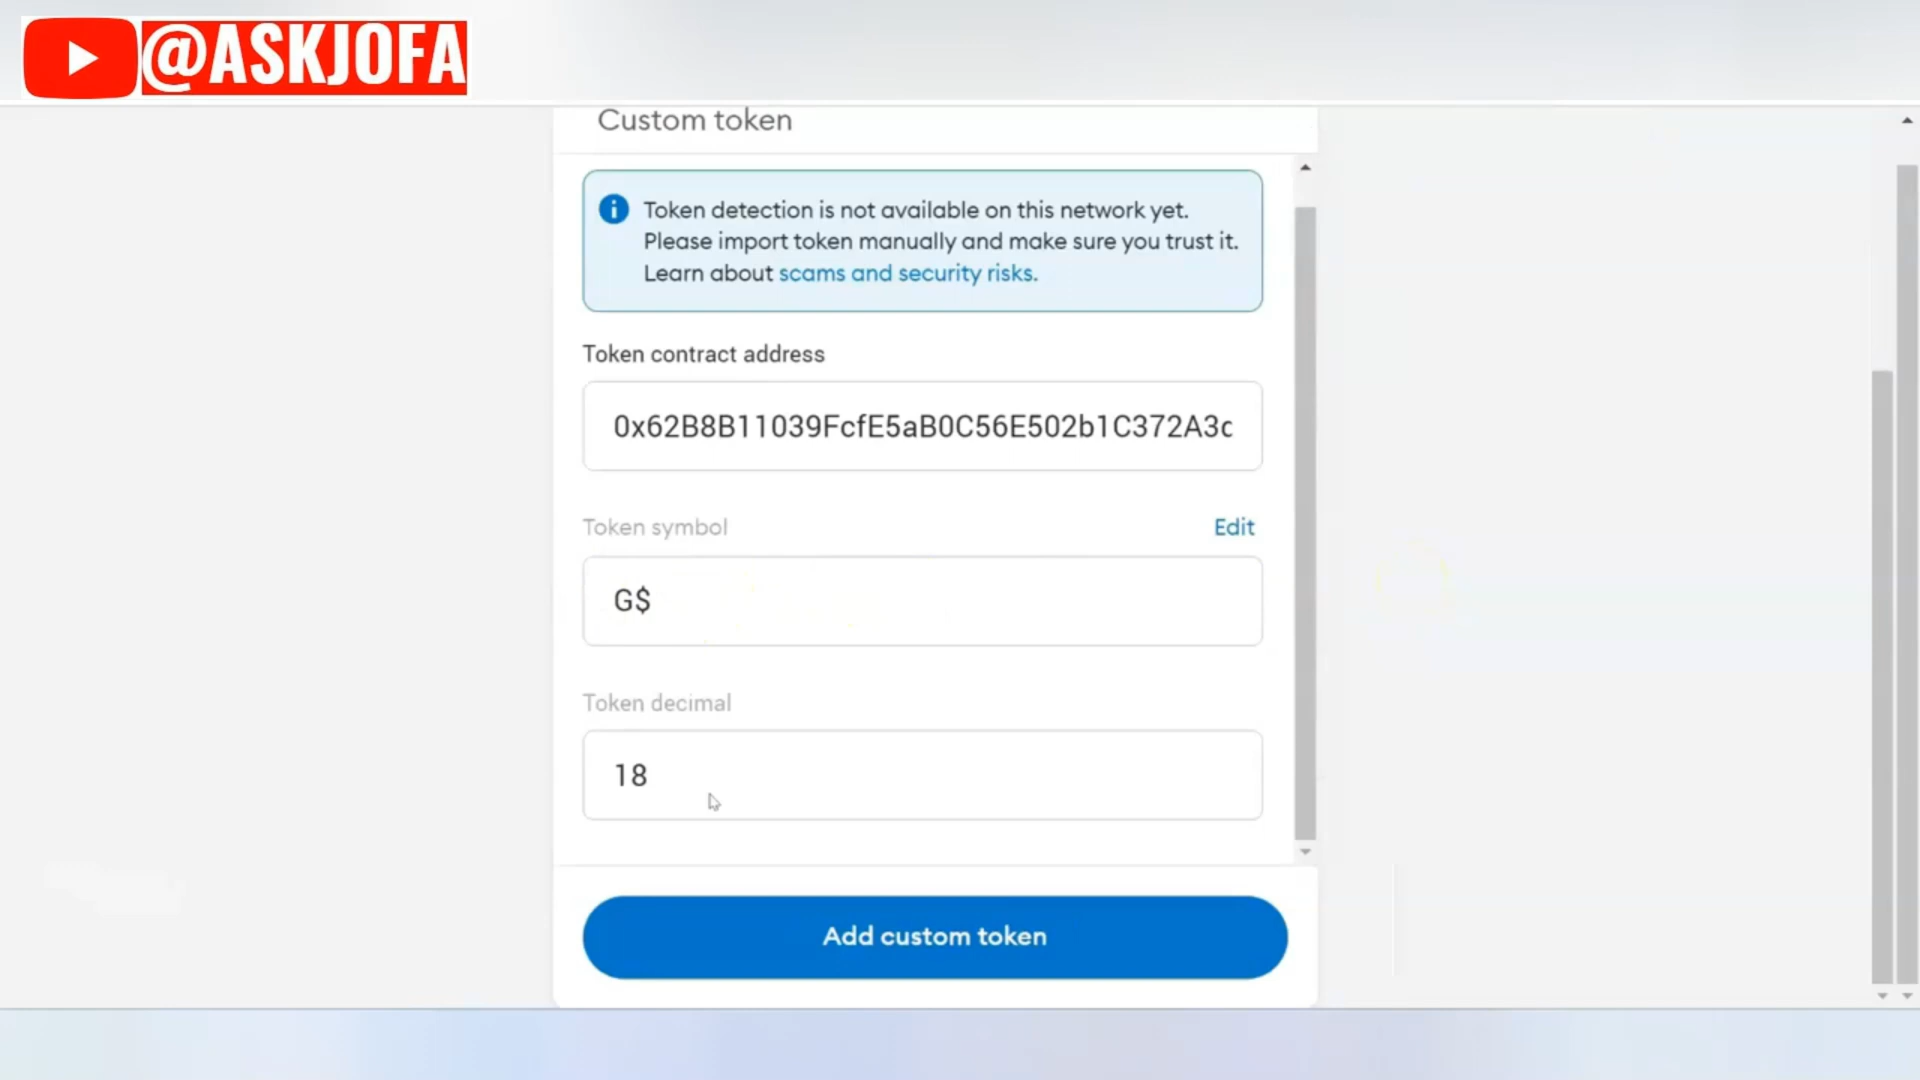 @ASKJOFA
Custom token
Token detection is not available on this network yet.
Please import token manually and make sure you trust it.
Learn about scams and security risks.
Token contract address
0x62B8B11039FcfE5aB0C56E502b1C372A3c
Token symbol
Edit
G$
Token decimal
18
Add custom token